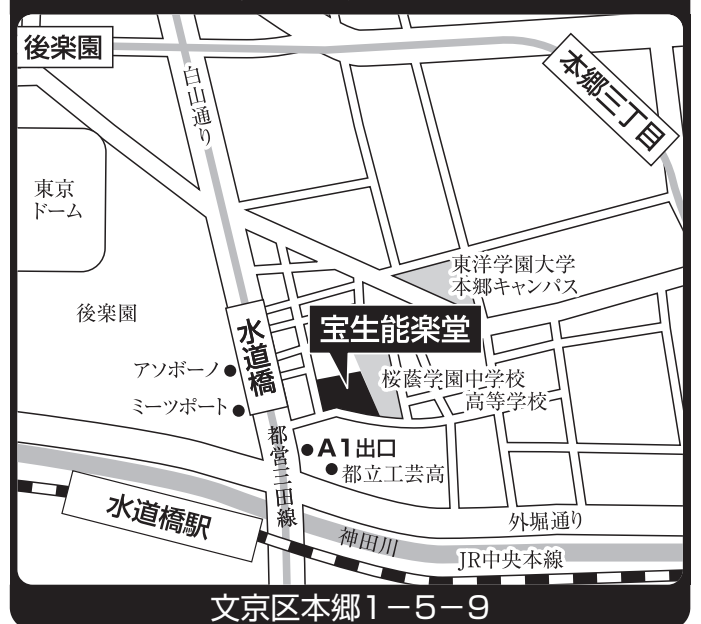 後楽園
本郷三丁目
白山通り
東京
ドーム
東洋学園大学
本郷キャンパス
後楽園
水道橋
宝生能楽堂
アソボーノ
桜蔭学園中学校
高等学校
ミーツポート
都営三田線
A1出口
都立工芸高
水道橋駅
外堀通り
神田川
JR中央本線
文京区本郷1−5−9